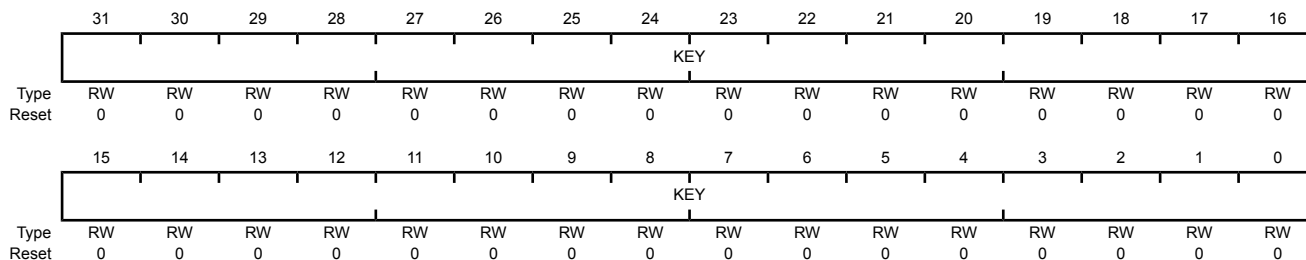 31 30 29 28 27 26 25 24 23 22 21 20 19 18 17 16
KEY
Type RW RW RW RW RW RW RW RW RW RW RW RW RW RW RW RW
Reset 0 0 0 0 0 0 0 0 0 0 0 0 0 0 0 0
15 14 13 12 11 10 9 8 7 6 5 4 3 2 1 0
KEY
Type RW RW RW RW RW RW RW RW RW RW RW RW RW RW RW RW
Reset 0 0 0 0 0 0 0 0 0 0 0 0 0 0 0 0